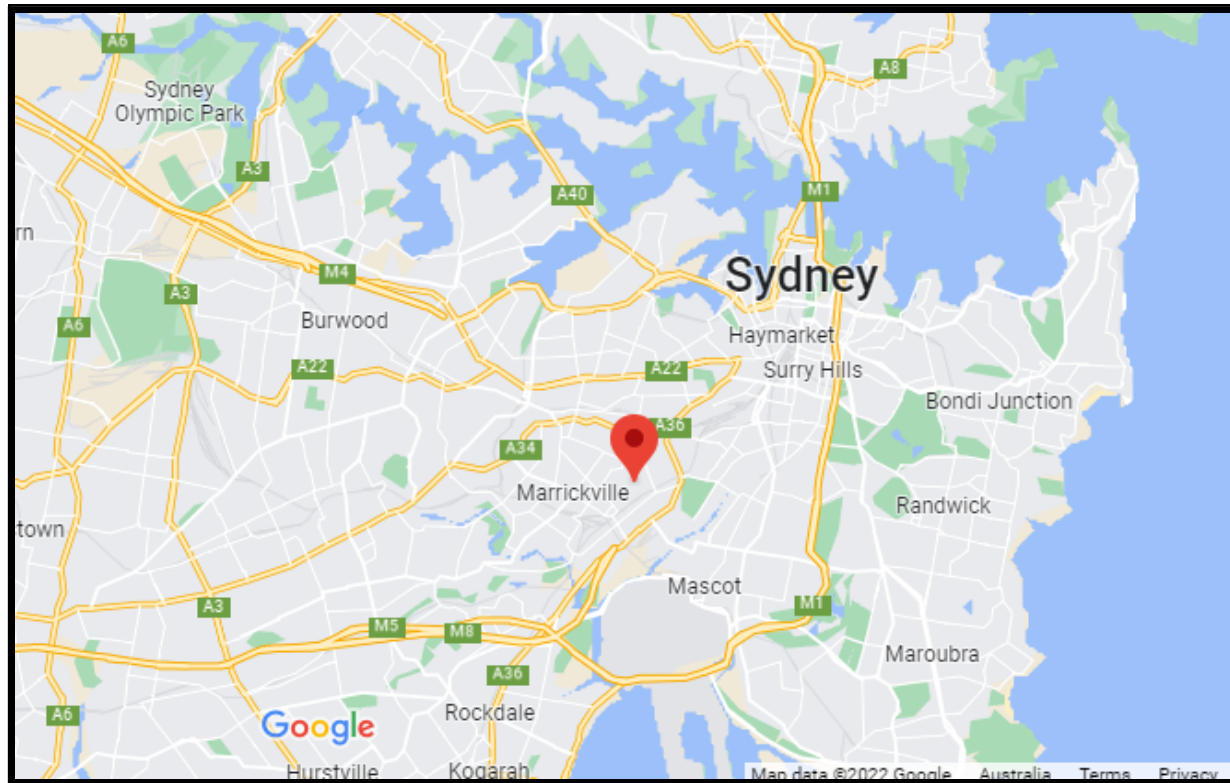 A6
A8
Sydney
Olympic Park
A3
A40
M1
rn
M4
Sydney
A3
A6
Burwood
Haymarket
A22
A22
Surry Hills
Bondi Junction
A36
A34
Marrickville
Randwick
town
Mascot
A3
M1
M5
M8
Maroubra
A36
A6
Rockdale
Google
Hurstville
Kogarah
Map data ©2022 Google Australia Terms Privacy